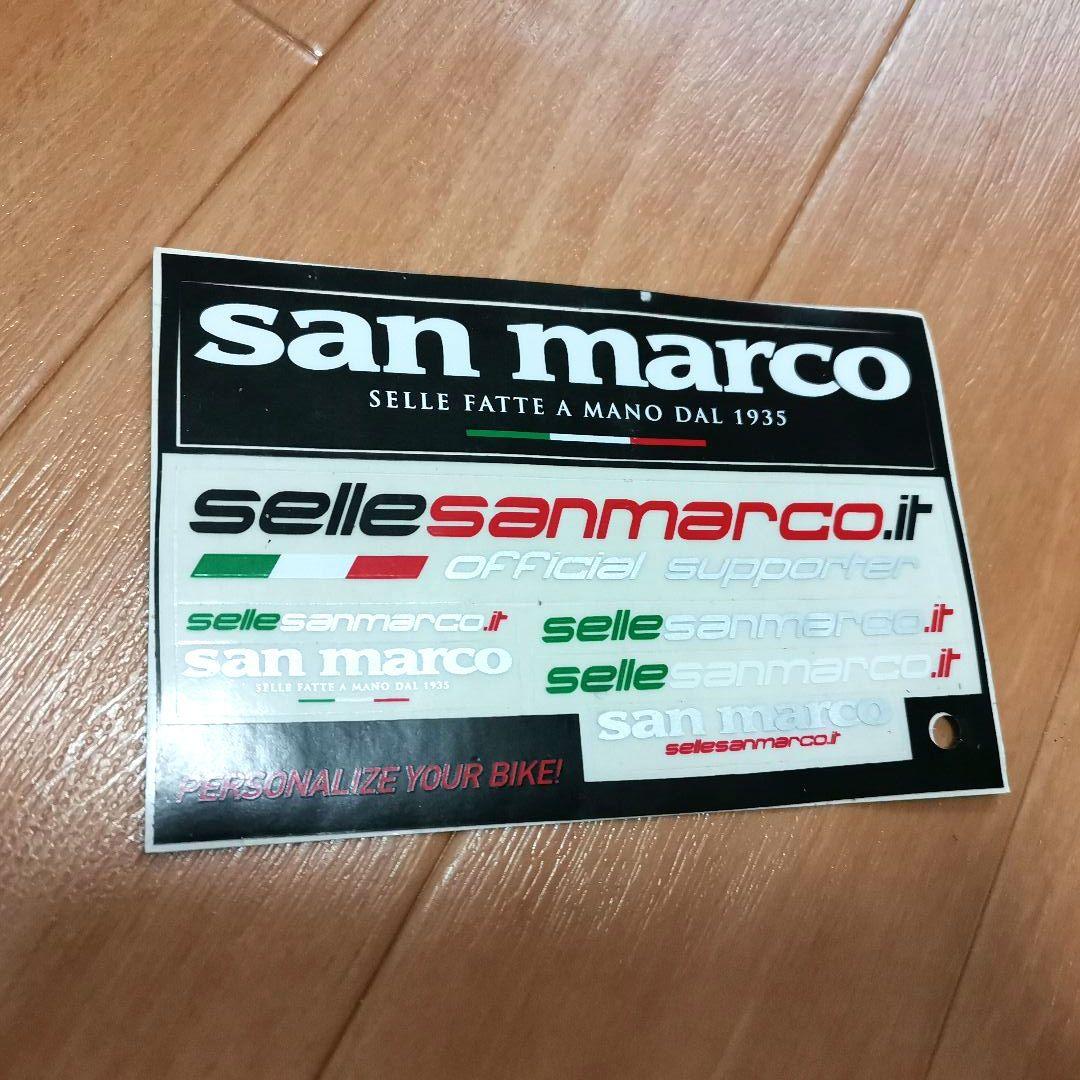 san marco
SELLE FATTE A MANO DAL 1935
sellesanmarco.it
official supporter
sellesanmarco.it
san marco
SELLE FATTE A MANO DAL 1935
sellesanmarco.it
sellesanmarco.it
san marco
sellesanmarco.it
PERSONALIZE YOUR BIKE!